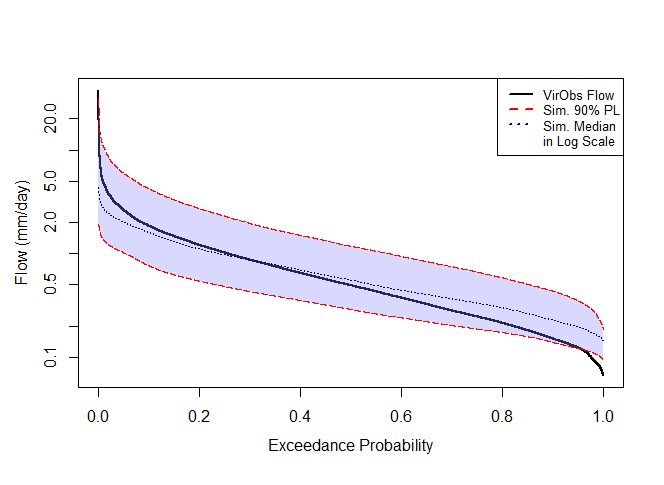 VirObs Flow
Sim. 90% PL
Sim. Median
in Log Scale
20.0
5.0
2.0
0.5
0.1
Flow (mm/day)
0.0 0.2 0.4 0.6 0.8 1.0
Exceedance Probability